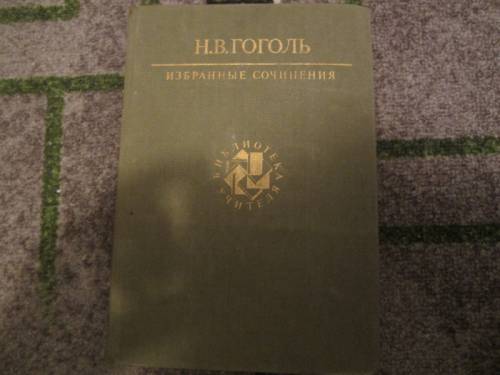 Н.В.ГОГОЛЬ
ИЗБРАННЫЕ СОЧИНЕНИЯ
БИБЛИОТЕКА
УЧИТЕЛЯ